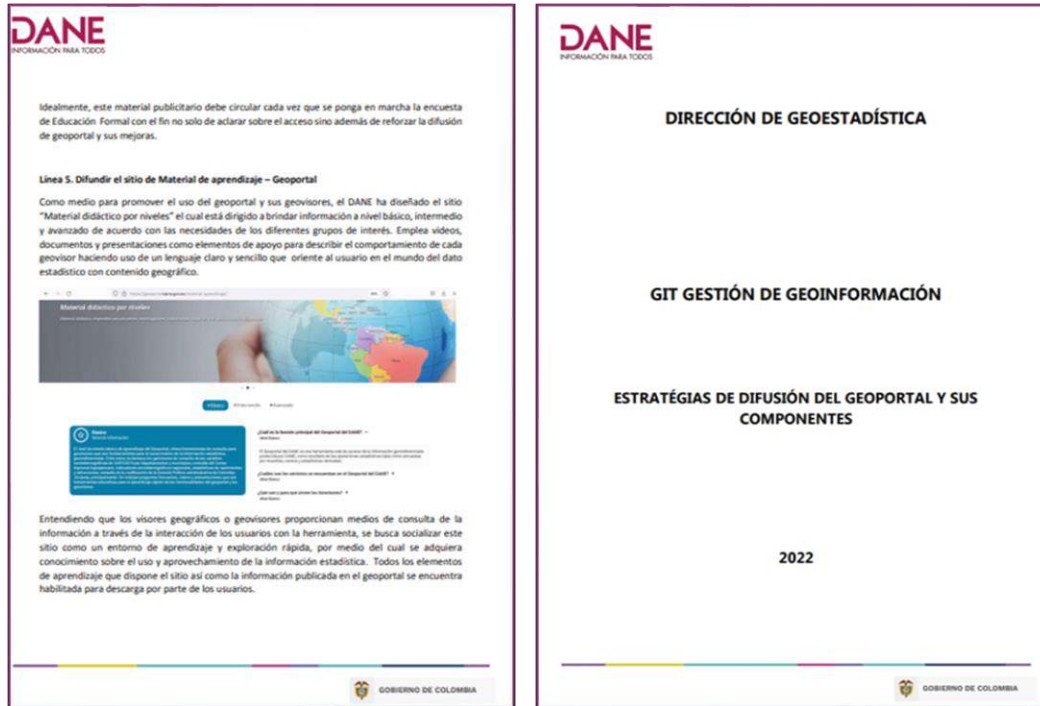 DANE
INFORMACIÓN PARA TODOS
Idealmente, este material publicitario debe circular cada vez que se ponga en marcha la encuesta
de Educación Formal con el fin no solo de aclarar sobre el acceso sino además de reforzar la difusión
de geoportal y sus mejoras.
Línea 5. Difundir el sitio de Material de aprendizaje – Geoportal
Como medio para promover el uso del geoportal y sus geovisores, el DANE ha diseñado el sitio
"Material didáctico por niveles" el cual está dirigido a brindar información a nivel básico, intermedio
y avanzado de acuerdo con las necesidades de los diferentes grupos de interés. Emplea videos,
documentos y presentaciones como elementos de apoyo para describir el comportamiento de cada
geovisor haciendo uso de un lenguaje claro y sencillo que oriente al usuario en el mundo del dato
estadístico con contenido geográfico.
Material didáctico por niveles
Básico
¿Cuál es la función principal del Geoportal del DANE?
Entendiendo que los visores geográficos o geovisores proporcionan medios de consulta de la
información a través de la interacción de los usuarios con la herramienta, se busca socializar este
sitio como un entorno de aprendizaje y exploración rápida, por medio del cual se adquiera
conocimiento sobre el uso y aprovechamiento de la información estadística. Todos los elementos
de aprendizaje que dispone el sitio así como la información publicada en el geoportal se encuentra
habilitada para descarga por parte de los usuarios.
GOBIERNO DE COLOMBIA
DANE
INFORMACIÓN PARA TODOS
DIRECCIÓN DE GEOESTADÍSTICA
GIT GESTIÓN DE GEOINFORMACIÓN
ESTRATÉGIAS DE DIFUSIÓN DEL GEOPORTAL Y SUS
COMPONENTES
2022
GOBIERNO DE COLOMBIA